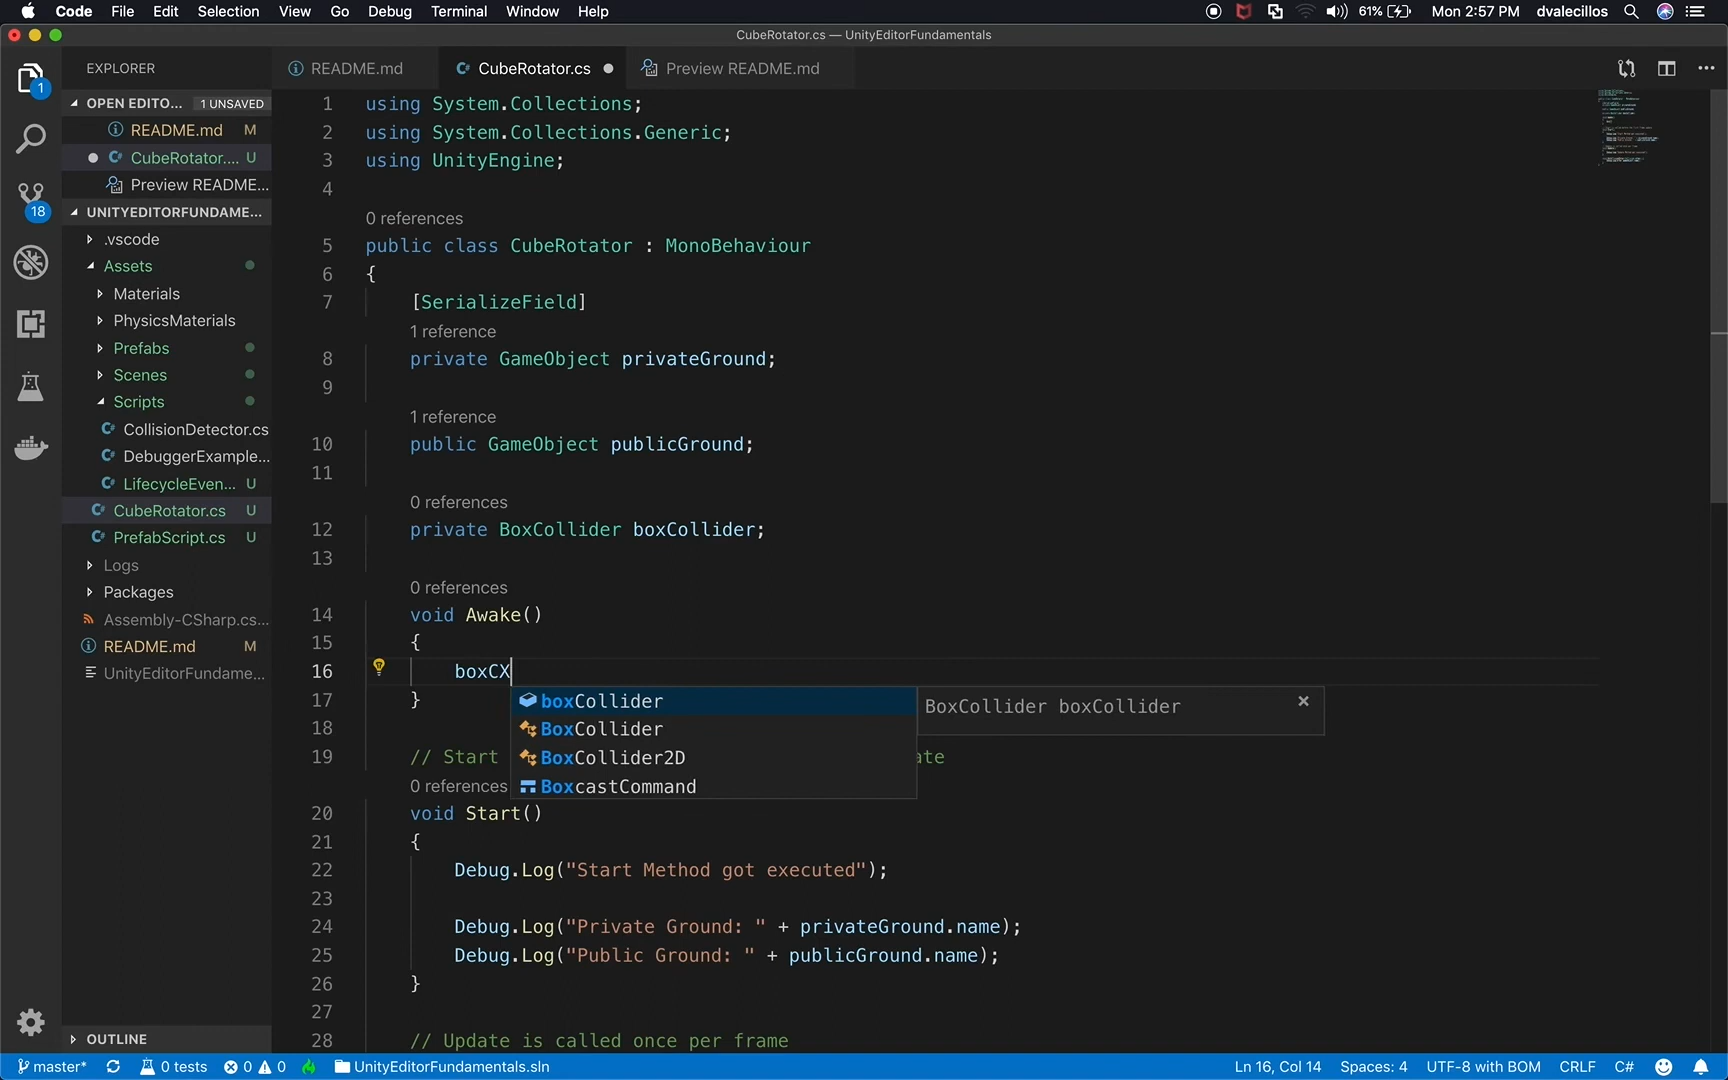 Code File Edit Selection View Go Debug Terminal Window Help 61% Mon 2:57 PM dvalecillos
CubeRotator.cs — UnityEditorFundamentals
EXPLORER README.md CubeRotator.cs Preview README.md
OPEN EDITO... 1 UNSAVED
README.md M
CubeRotator.... U
Preview README...
UNITYEDITORFUNDAME...
.vscode
Assets
Materials
PhysicsMaterials
Prefabs
Scenes
Scripts
CollisionDetector.cs
DebuggerExample...
LifecycleEven... U
CubeRotator.cs U
PrefabScript.cs U
Logs
Packages
Assembly-CSharp.cs...
README.md M
UnityEditorFundame...
OUTLINE
1
18
1 using System.Collections;
2 using System.Collections.Generic;
3 using UnityEngine;
4
0 references
5 public class CubeRotator : MonoBehaviour
6 {
7 [SerializeField]
1 reference
8 private GameObject privateGround;
9
1 reference
10 public GameObject publicGround;
11
0 references
12 private BoxCollider boxCollider;
13
0 references
14 void Awake()
15 {
16 boxCX
17 }
boxCollider BoxCollider boxCollider
BoxCollider
BoxCollider2D
BoxcastCommand
18
19 // Start ate
0 references
20 void Start()
21 {
22 Debug.Log("Start Method got executed");
23
24 Debug.Log("Private Ground: " + privateGround.name);
25 Debug.Log("Public Ground: " + publicGround.name);
26 }
27
28 // Update is called once per frame
master* 0 tests 0 0 UnityEditorFundamentals.sln Ln 16, Col 14 Spaces: 4 UTF-8 with BOM CRLF C#